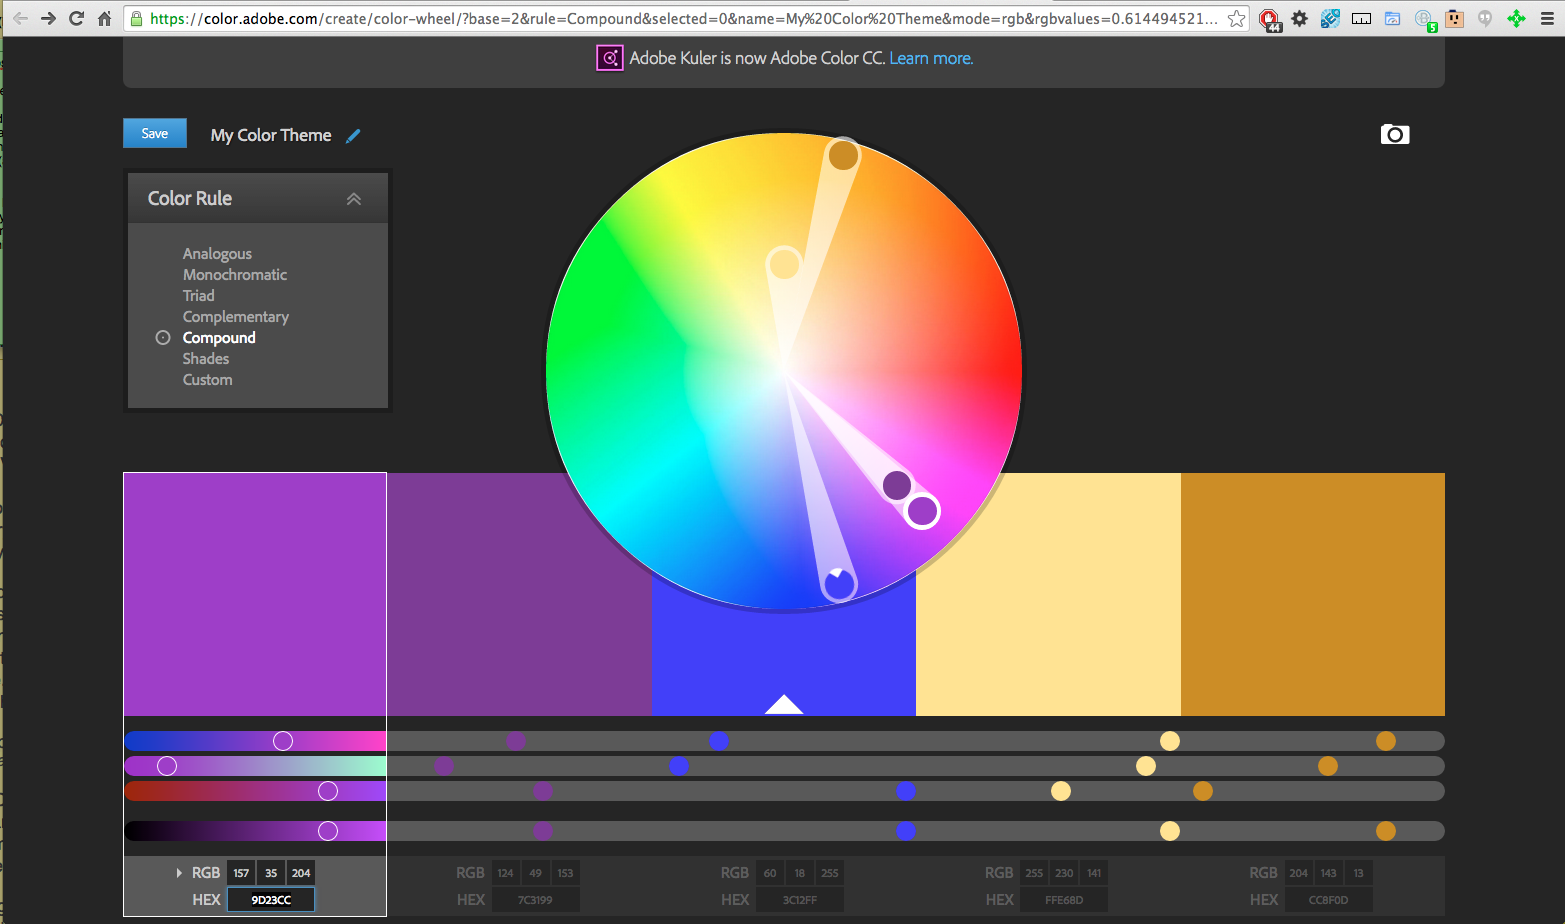 https://color.adobe.com/create/color-wheel/?base=2&rule=Compound&selected=0&name=My%20Color%20Theme&mode=rgb&rgbvalues=0.614494521...
44
5
Adobe Kuler is now Adobe Color CC. Learn more.
Save My Color Theme
Color Rule
Analogous
Monochromatic
Triad
Complementary
Compound
Shades
Custom
RGB 157 35 204 RGB 124 49 153 RGB 60 18 255 RGB 255 230 141 RGB 204 143 13
HEX 9D23CC HEX 7C3199 HEX 3C12FF HEX FFE68D HEX CC8F0D